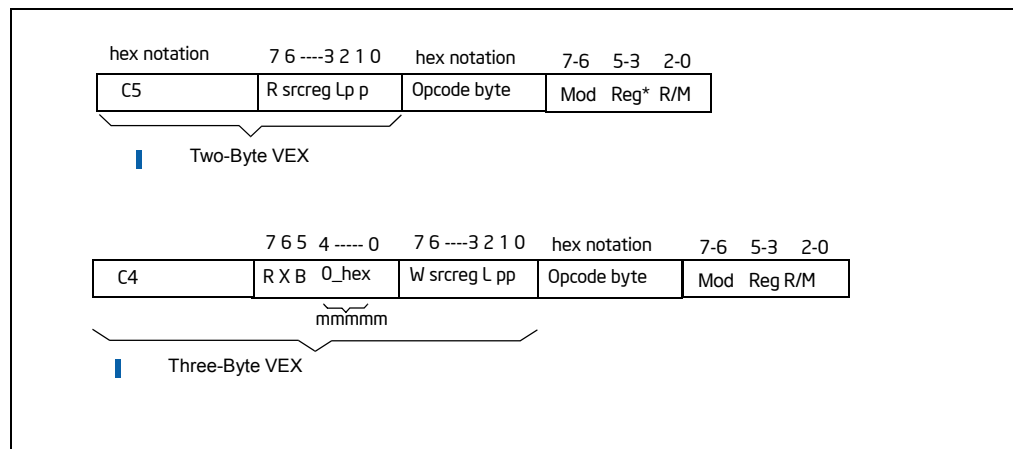 hex notation 7 6 ----3 2 1 0 hex notation 7-6 5-3 2-0
C5 R srcreg Lp p Opcode byte Mod Reg* R/M
Two-Byte VEX
7 6 5 4 ----- 0 7 6 ----3 2 1 0 hex notation 7-6 5-3 2-0
C4 R X B 0_hex W srcreg L pp Opcode byte Mod Reg R/M
mmmmm
Three-Byte VEX